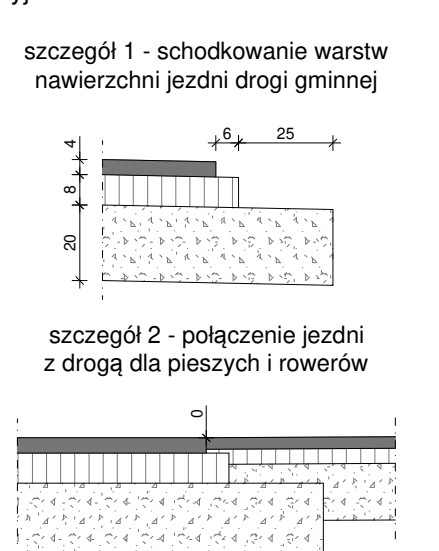 szczegół 1 - schodkowanie warstw
nawierzchni jezdni drogi gminnej
6 25
4
8
20
szczegół 2 - połączenie jezdni
z drogą dla pieszych i rowerów
0